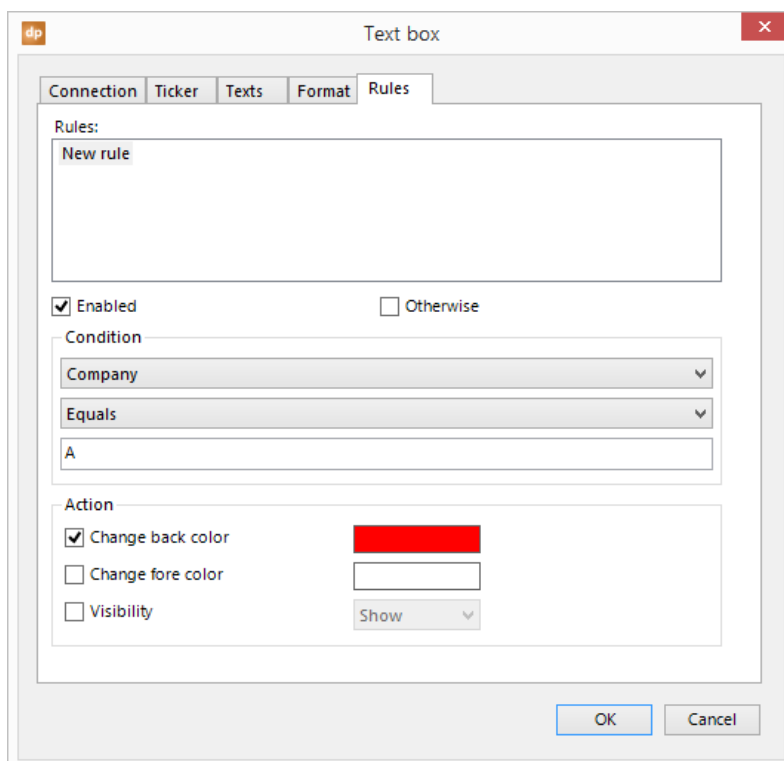 dp
Text box
Connection Ticker Texts Format Rules
Rules:
New rule
Enabled Otherwise
Condition
Company
Equals
A
Action
Change back color
Change fore color
Visibility Show
OK Cancel